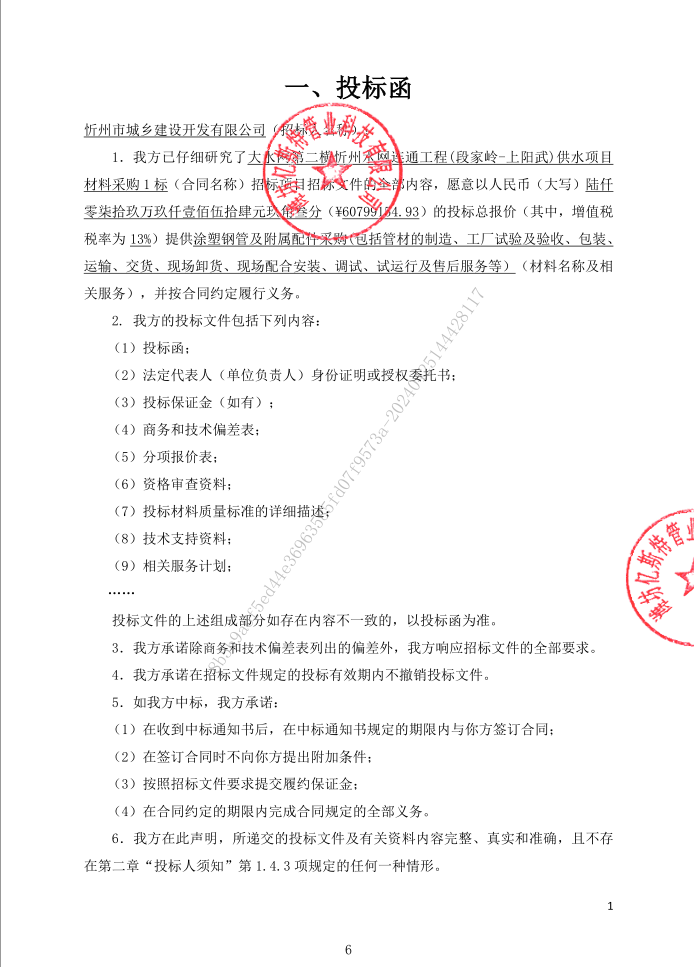 一、投标函
忻州市城乡建设开发有限公司（招标人名称）：
1．我方已仔细研究了大水网第二横忻州水网连通工程(段家岭-上阳武)供水项目
材料采购1标（合同名称）招标项目招标文件的全部内容，愿意以人民币（大写）陆仟
零柒拾玖万玖仟壹佰伍拾肆元玖角叁分（¥60799154.93）的投标总报价（其中，增值税
税率为 13%）提供涂塑钢管及附属配件采购(包括管材的制造、工厂试验及验收、包装、
运输、交货、现场卸货、现场配合安装、调试、试运行及售后服务等)（材料名称及相
关服务），并按合同约定履行义务。
2. 我方的投标文件包括下列内容：
（1）投标函；
（2）法定代表人（单位负责人）身份证明或授权委托书；
（3）投标保证金（如有）；
（4）商务和技术偏差表；
（5）分项报价表；
（6）资格审查资料；
（7）投标材料质量标准的详细描述；
（8）技术支持资料；
（9）相关服务计划；
……
投标文件的上述组成部分如存在内容不一致的，以投标函为准。
3．我方承诺除商务和技术偏差表列出的偏差外，我方响应招标文件的全部要求。
4．我方承诺在招标文件规定的投标有效期内不撤销投标文件。
5．如我方中标，我方承诺：
（1）在收到中标通知书后，在中标通知书规定的期限内与你方签订合同；
（2）在签订合同时不向你方提出附加条件；
（3）按照招标文件要求提交履约保证金；
（4）在合同约定的期限内完成合同规定的全部义务。
6．我方在此声明，所递交的投标文件及有关资料内容完整、真实和准确，且不存
在第二章“投标人须知”第 1.4.3 项规定的任何一种情形。
1
6
潍坊亿斯特管业科技有限公司
潍坊亿斯特管业